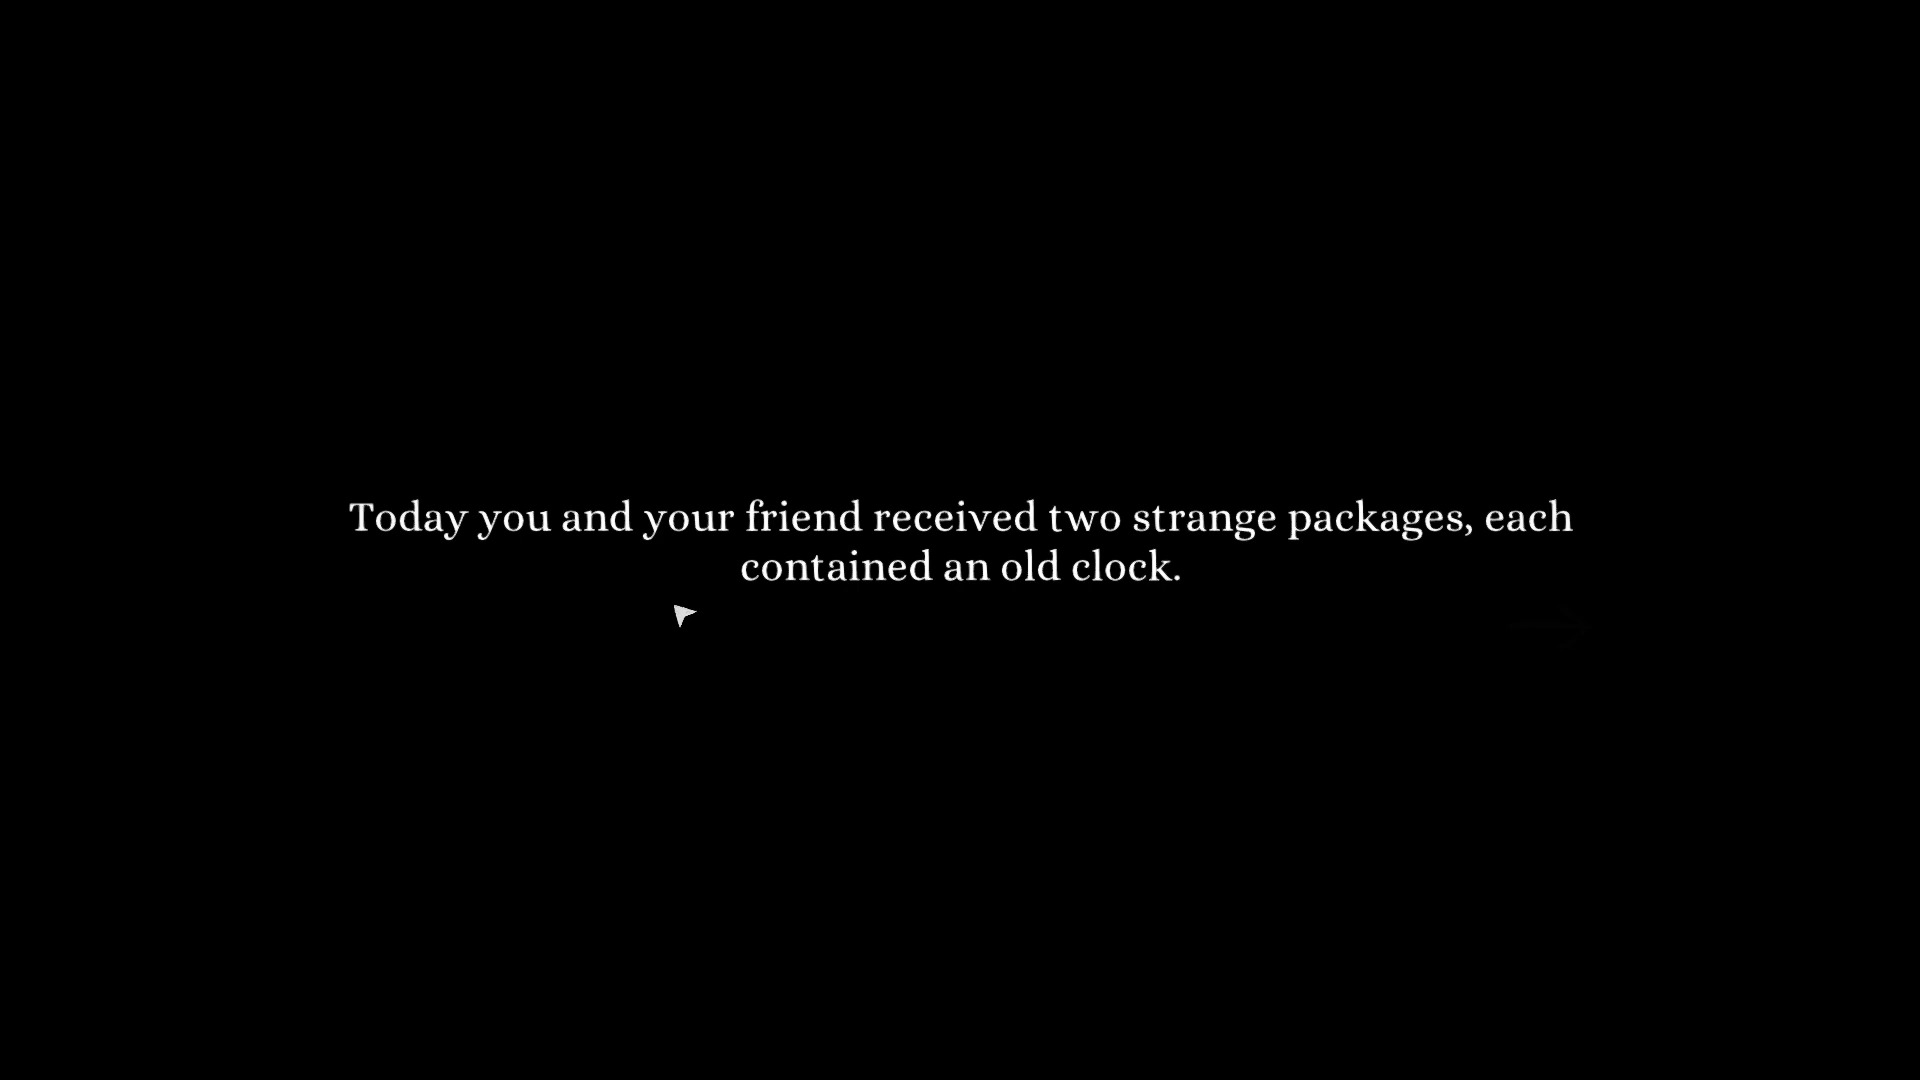 Today you and your friend received two strange packages, each
contained an old clock.